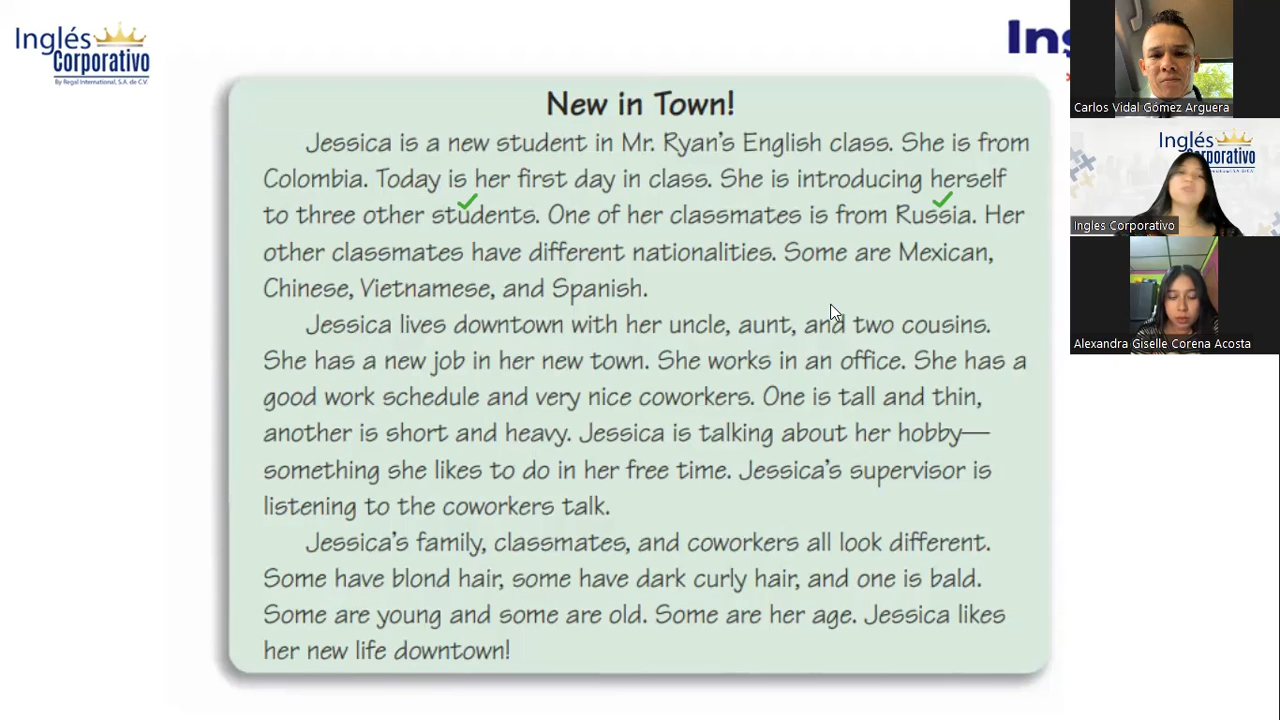 Inglés
Corporativo
By Regal International, S.A. de C.V.
New in Town!
Jessica is a new student in Mr. Ryan's English class. She is from
Colombia. Today is her first day in class. She is introducing herself
to three other students. One of her classmates is from Russia. Her
other classmates have different nationalities. Some are Mexican,
Chinese, Vietnamese, and Spanish.
Jessica lives downtown with her uncle, aunt, and two cousins.
She has a new job in her new town. She works in an office. She has a
good work schedule and very nice coworkers. One is tall and thin,
another is short and heavy. Jessica is talking about her hobby—
something she likes to do in her free time. Jessica's supervisor is
listening to the coworkers talk.
Jessica's family, classmates, and coworkers all look different.
Some have blond hair, some have dark curly hair, and one is bald.
Some are young and some are old. Some are her age. Jessica likes
her new life downtown!
Carlos Vidal Gómez Arguera
Inglés
Corporativo
Ingles Corporativo
Alexandra Giselle Corena Acosta